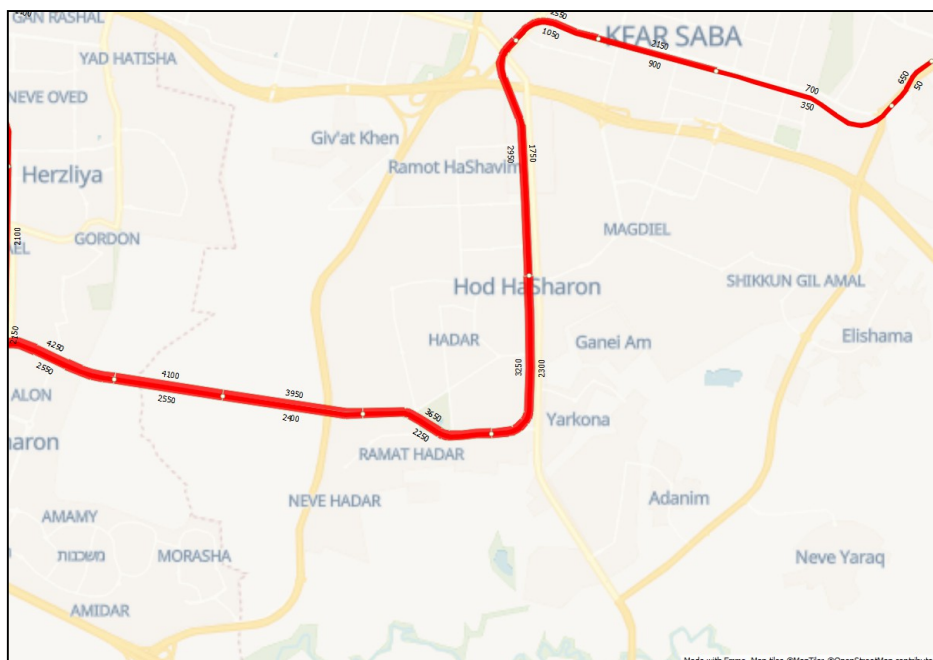 GAN RASHAL
2550
1050
KFAR SABA
2150
900
YAD HATISHA
650
50
700
350
NEVE OVED
Giv'at Khen
1750
2950
Ramot HaShavim
Herzliya
2100
GORDON
MAGDIEL
SHIKKUN GIL AMAL
Hod HaSharon
HADAR
Ganei Am
Elishama
4250
2550
4100
2550
3950
2400
3250
2300
3650
2250
ALON
Yarkona
RAMAT HADAR
NEVE HADAR
Adanim
AMAMY
משכנות
MORASHA
Neve Yaraq
AMIDAR